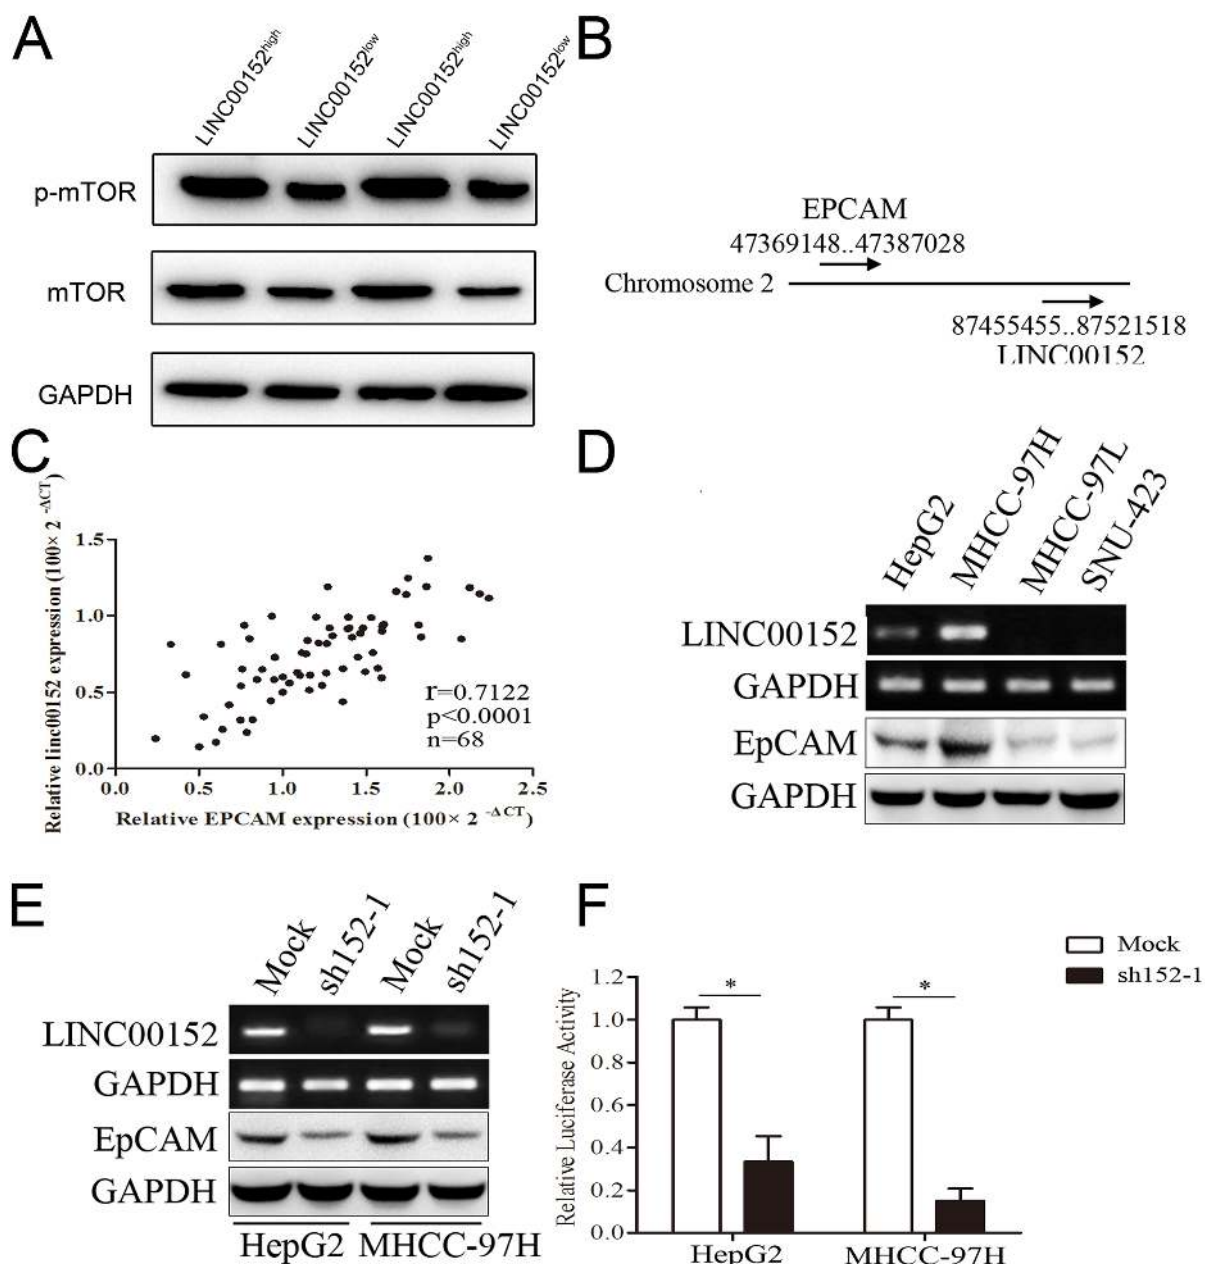 A
LINC00152high
LINC00152low
LINC00152high
LINC00152low
p-mTOR
mTOR
GAPDH
B
EPCAM
47369148..47387028
Chromosome 2
87455455..87521518
LINC00152
C
Relative linc00152 expression (100× 2 -ΔCT)
1.5
1.0
0.5
0.0
r=0.7122
p<0.0001
n=68
0.0 0.5 1.0 1.5 2.0 2.5
Relative EPCAM expression (100× 2 -ΔCT)
D
HepG2
MHCC-97H
MHCC-97L
SNU-423
LINC00152
GAPDH
EpCAM
GAPDH
E
Mock
sh152-1
Mock
sh152-1
LINC00152
GAPDH
EpCAM
GAPDH
HepG2 MHCC-97H
F
Mock
sh152-1
Relative Luciferase Activity
1.2
1.0
0.8
0.6
0.4
0.2
0.0
* *
HepG2 MHCC-97H